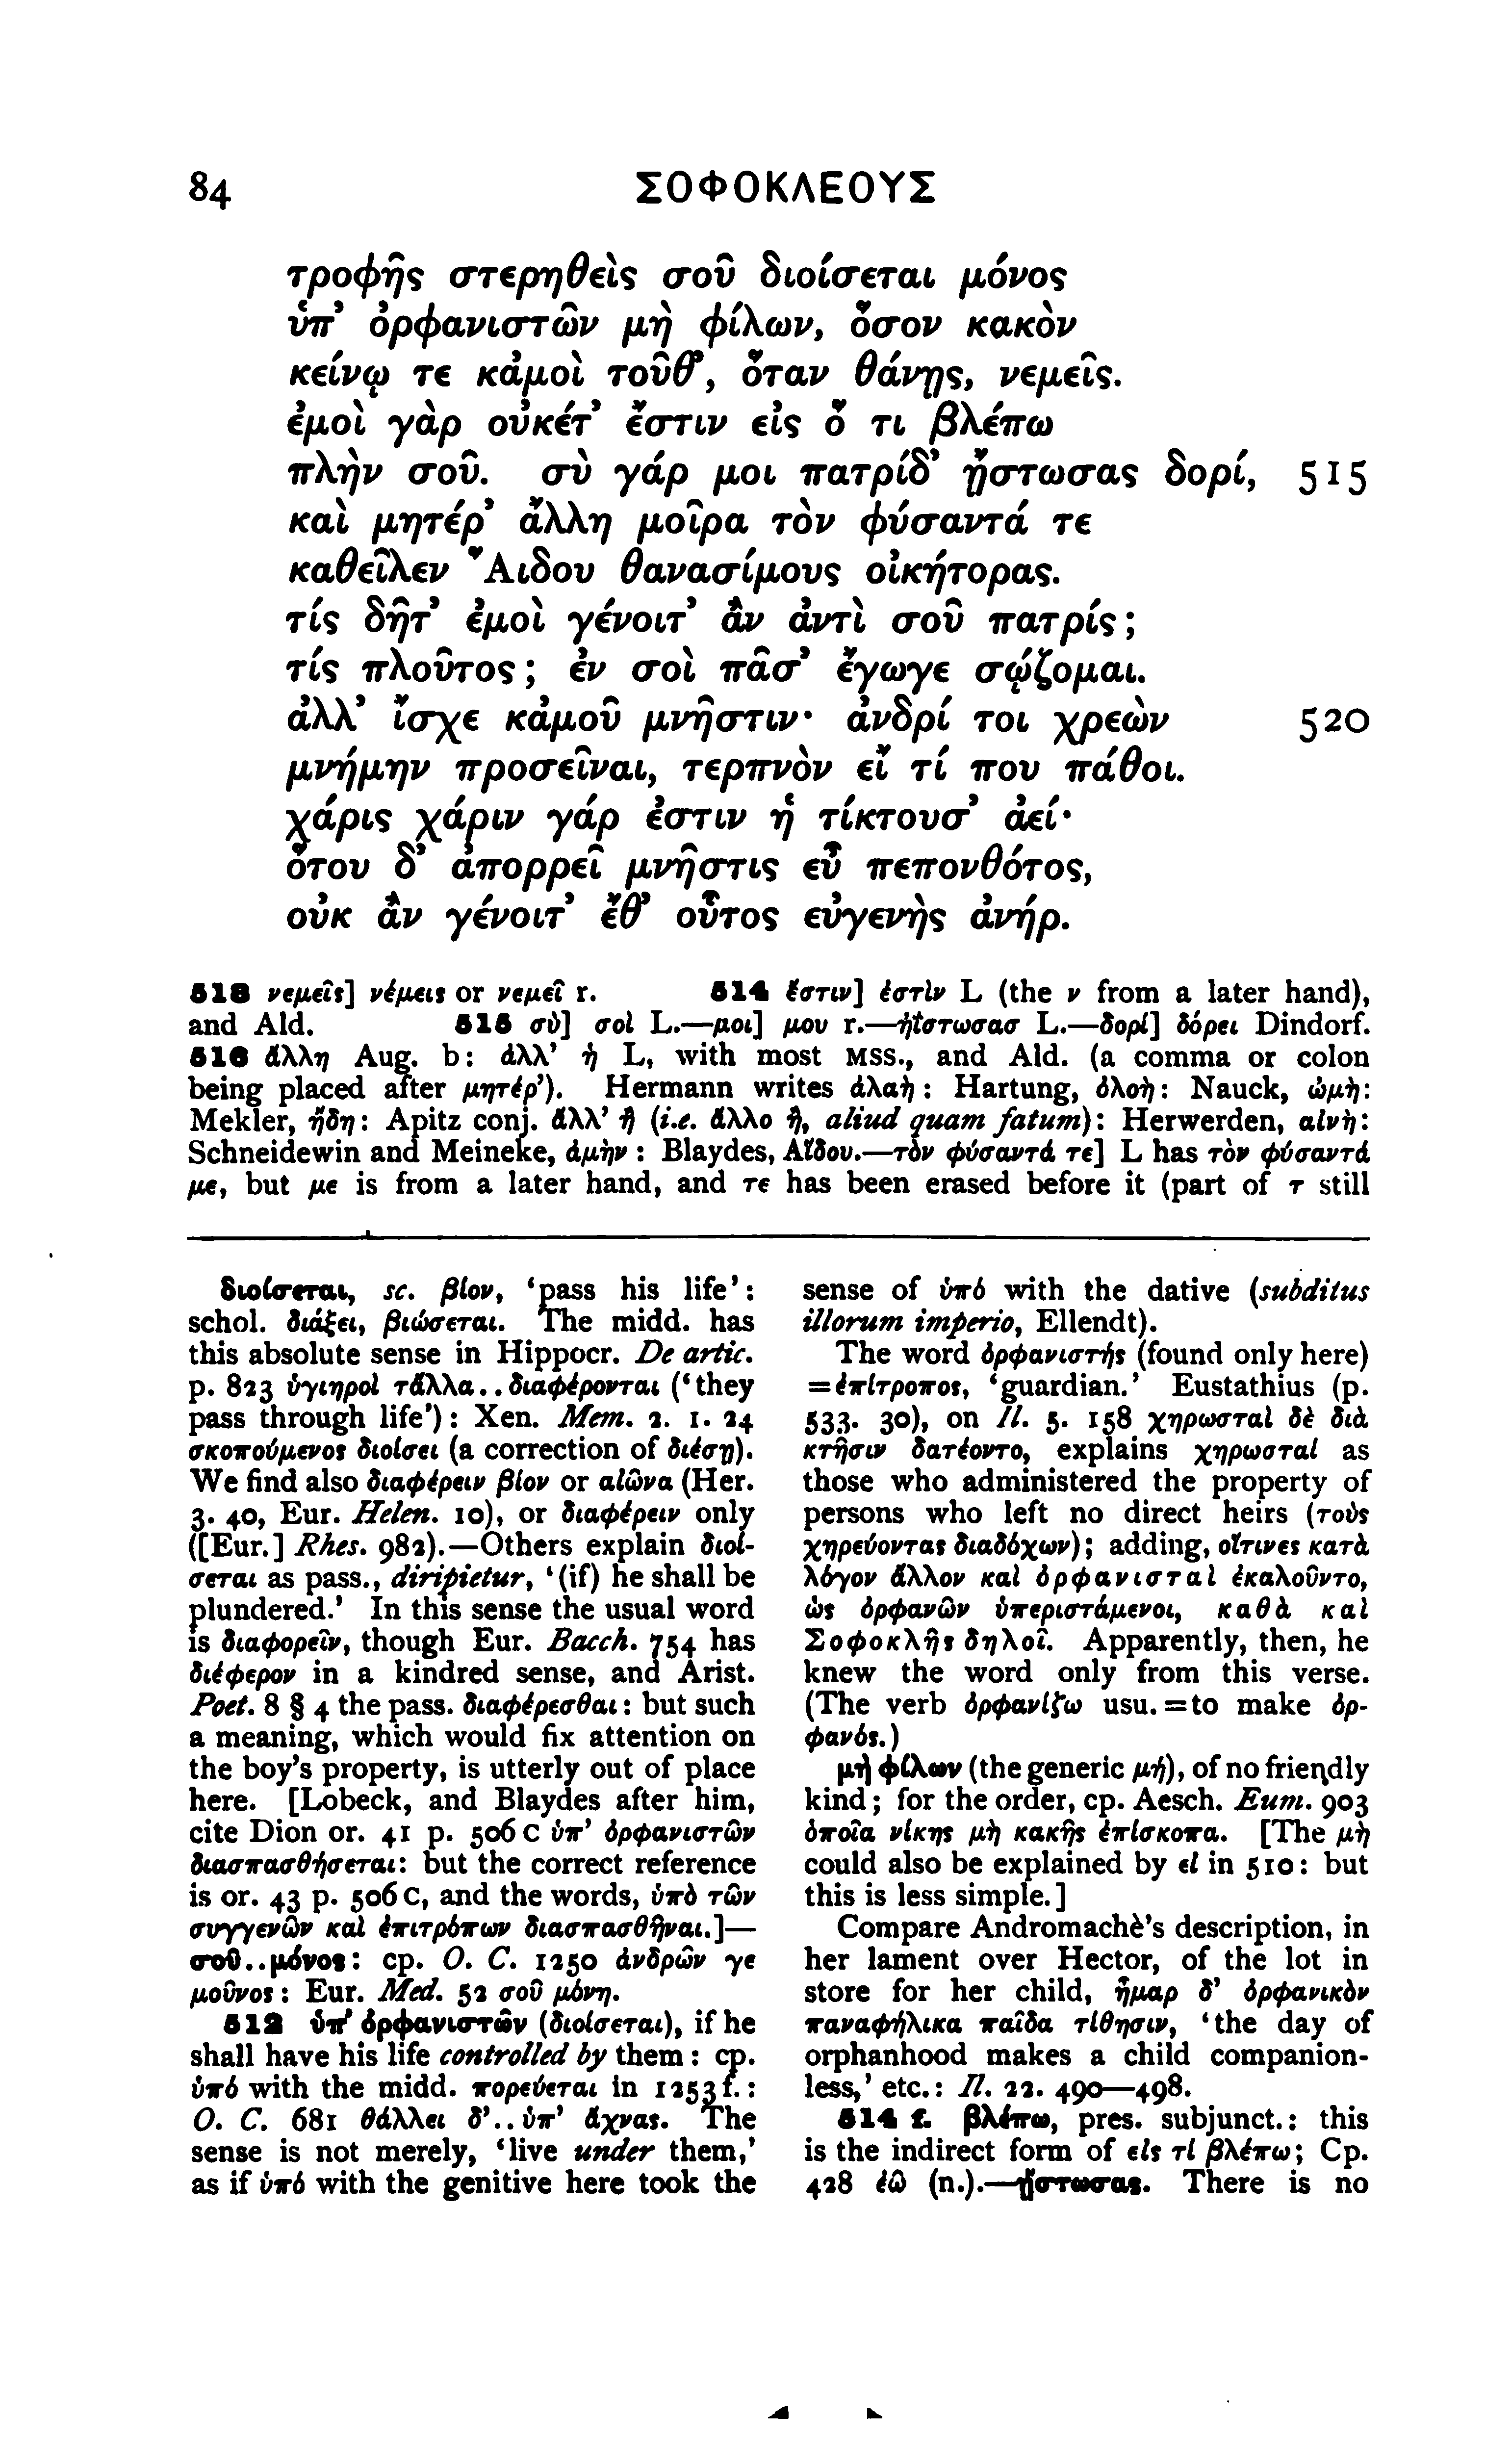 84 ΣΟΦΟΚΛΕΟΥΣ
τροφῆς στερηθεὶς σοῦ διοίσεται μόνος
ὑπ' ὀρφανιστῶν μὴ φίλων, ὅσον κακὸν
κείνῳ τε κἀμοὶ τοῦθ', ὅταν θάνῃς, νεμεῖς.
ἐμοὶ γὰρ οὐκέτ' ἔστιν εἰς ὅ τι βλέπω
πλὴν σοῦ. σὺ γάρ μοι πατρίδ' ᾔστωσας δορί, 515
καὶ μητέρ' ἄλλη μοῖρα τὸν φύσαντά τε
καθεῖλεν Ἅιδου θανασίμους οἰκήτορας.
τίς δῆτ' ἐμοὶ γένοιτ' ἂν ἀντὶ σοῦ πατρίς;
τίς πλοῦτος; ἐν σοὶ πᾶσ' ἔγωγε σῴζομαι.
ἀλλ' ἴσχε κἀμοῦ μνῆστιν· ἀνδρί τοι χρεὼν 520
μνήμην προσεῖναι, τερπνὸν εἴ τί που πάθοι.
χάρις χάριν γάρ ἐστιν ἡ τίκτουσ' ἀεί·
ὅτου δ' ἀπορρεῖ μνῆστις εὖ πεπονθότος,
οὐκ ἂν γένοιτ' ἔθ' οὗτος εὐγενὴς ἀνήρ.
513 νεμεῖς] νέμεις or νεμεῖ r. 514 ἔστιν] ἐστὶν L (the ν from a later hand),
and Ald. 515 σὺ] σοὶ L.—μοι] μου r.—ἠΐστωσασ L.—δορί] δόρει Dindorf.
516 ἄλλη Aug. b: ἀλλ' ἡ L, with most MSS., and Ald. (a comma or colon
being placed after μητέρ'). Hermann writes ἀλαὴ: Hartung, ὀλοὴ: Nauck, ὠμὴ:
Mekler, ἤδη: Apitz conj. ἄλλ' ἢ (i.e. ἄλλο ἢ, aliud quam fatum): Herwerden, αἰνὴ:
Schneidewin and Meineke, ἀμὴν: Blaydes, Ἀΐδου.—τὸν φύσαντά τε] L has τὸν φύσαντά
με, but με is from a later hand, and τε has been erased before it (part of τ still
διοίσεται, sc. βίον, 'pass his life':
schol. διάξει, βιώσεται. The midd. has
this absolute sense in Hippocr. De artic.
p. 823 ὑγιηροὶ τἄλλα..διαφέρονται ('they
pass through life'): Xen. Mem. 2. 1. 24
σκοπούμενος διοίσει (a correction of διέσῃ).
We find also διαφέρειν βίον or αἰῶνα (Her.
3. 40, Eur. Helen. 10), or διαφέρειν only
([Eur.] Rhes. 982).—Others explain διοί-
σεται as pass., diripietur, '(if) he shall be
plundered.' In this sense the usual word
is διαφορεῖν, though Eur. Bacch. 754 has
διέφερον in a kindred sense, and Arist.
Poet. 8 § 4 the pass. διαφέρεσθαι: but such
a meaning, which would fix attention on
the boy's property, is utterly out of place
here. [Lobeck, and Blaydes after him,
cite Dion or. 41 p. 506 C ὑπ' ὀρφανιστῶν
διασπασθήσεται: but the correct reference
is or. 43 p. 506 C, and the words, ὑπὸ τῶν
συγγενῶν καὶ ἐπιτρόπων διασπασθῆναι.]—
σοῦ..μόνος: cp. O. C. 1250 ἀνδρῶν γε
μοῦνος: Eur. Med. 52 σοῦ μόνη.
512 ὑπ' ὀρφανιστῶν (διοίσεται), if he
shall have his life controlled by them: cp.
ὑπό with the midd. πορεύεται in 1253 f.:
O. C. 681 θάλλει δ'..ὑπ' ἄχνας. The
sense is not merely, 'live under them,'
as if ὑπό with the genitive here took the
sense of ὑπό with the dative (subditus
illorum imperio, Ellendt).
The word ὀρφανιστής (found only here)
=ἐπίτροπος, 'guardian.' Eustathius (p.
533. 30), on Il. 5. 158 χηρωσταὶ δὲ διὰ
κτῆσιν δατέοντο, explains χηρωσταί as
those who administered the property of
persons who left no direct heirs (τοὺς
χηρεύοντας διαδόχων); adding, οἵτινες κατὰ
λόγον ἄλλον καὶ ὀρφανισταὶ ἐκαλοῦντο,
ὡς ὀρφανῶν ὑπεριστάμενοι, καθὰ καὶ
Σοφοκλῆς δηλοῖ. Apparently, then, he
knew the word only from this verse.
(The verb ὀρφανίζω usu.=to make ὀρ-
φανός.)
μὴ φίλων (the generic μή), of no friendly
kind; for the order, cp. Aesch. Eum. 903
ὁποῖα νίκης μὴ κακῆς ἐπίσκοπα. [The μὴ
could also be explained by εἰ in 510: but
this is less simple.]
Compare Andromachè's description, in
her lament over Hector, of the lot in
store for her child, ἦμαρ δ' ὀρφανικὸν
παναφήλικα παῖδα τίθησιν, 'the day of
orphanhood makes a child companion-
less,' etc.: Il. 22. 490—498.
514 f. βλέπω, pres. subjunct.: this
is the indirect form of εἰς τί βλέπω; Cp.
428 ἐῶ (n.).—ᾔστωσας. There is no